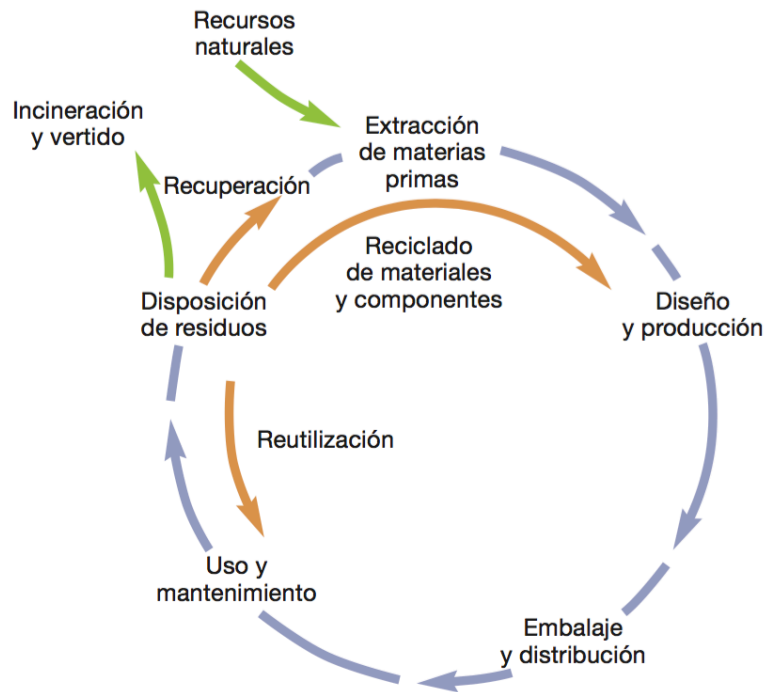 Recursos
naturales
Incineración
y vertido
Extracción
de materias
primas
Recuperación
Reciclado
de materiales
y componentes
Disposición
de residuos
Diseño
y producción
Reutilización
Uso y
mantenimiento
Embalaje
y distribución